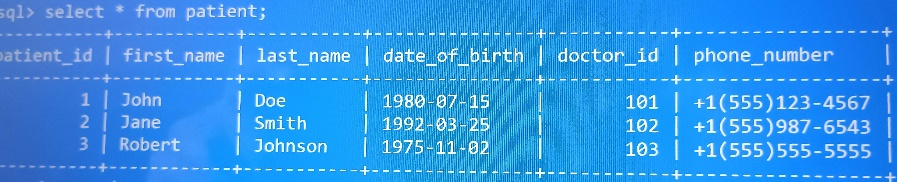 sql> select * from patient;
patient_id | first_name | last_name | date_of_birth | doctor_id | phone_number |
1 | John | Doe | 1980-07-15 | 101 | +1(555)123-4567 |
2 | Jane | Smith | 1992-03-25 | 102 | +1(555)987-6543 |
3 | Robert | Johnson | 1975-11-02 | 103 | +1(555)555-5555 |